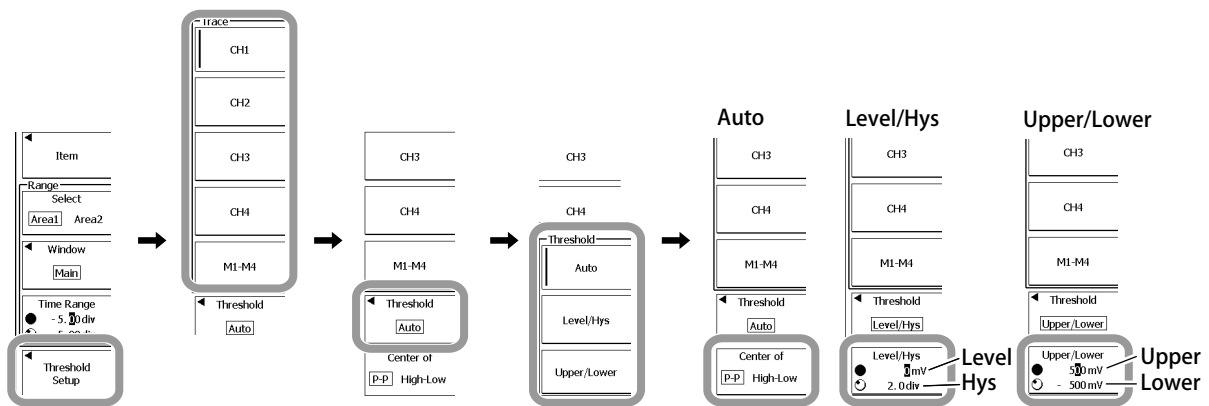 Item
Range
Select
Area1 Area2
Window
Main
Time Range
- 5.00div
5.00div
Threshold
Setup
Trace
CH1
CH2
CH3
CH4
M1-M4
Threshold
Auto
CH3
CH4
M1-M4
Threshold
Auto
Center of
P-P High-Low
CH3
CH4
Threshold
Auto
Level/Hys
Upper/Lower
Auto
CH3
CH4
M1-M4
Threshold
Auto
Center of
P-P High-Low
Level/Hys
CH3
CH4
M1-M4
Threshold
Level/Hys
Level/Hys
0mV
2.0div
Level
Hys
Upper/Lower
CH3
CH4
M1-M4
Threshold
Upper/Lower
Upper/Lower
500mV
- 500mV
Upper
Lower